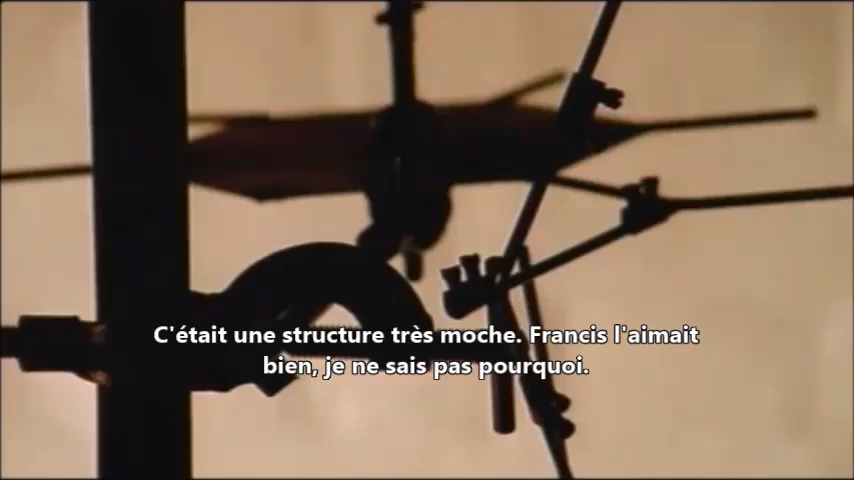 C'était une structure très moche. Francis l'aimait
bien, je ne sais pas pourquoi.